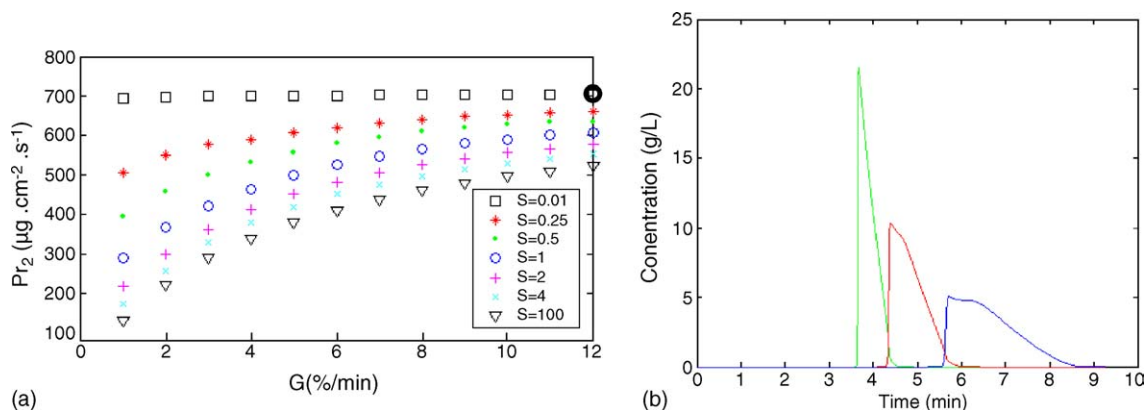 800
700
600
500
400
300
200
100
Pr2 (µg .cm-2 .s-1)
0
2
4
6
8
10
12
G(%/min)
S=0.01
S=0.25
S=0.5
S=1
S=2
S=4
S=100
(a)
25
20
15
10
5
0
Conentration (g/L)
0
1
2
3
4
5
6
7
8
9
10
Time (min)
(b)